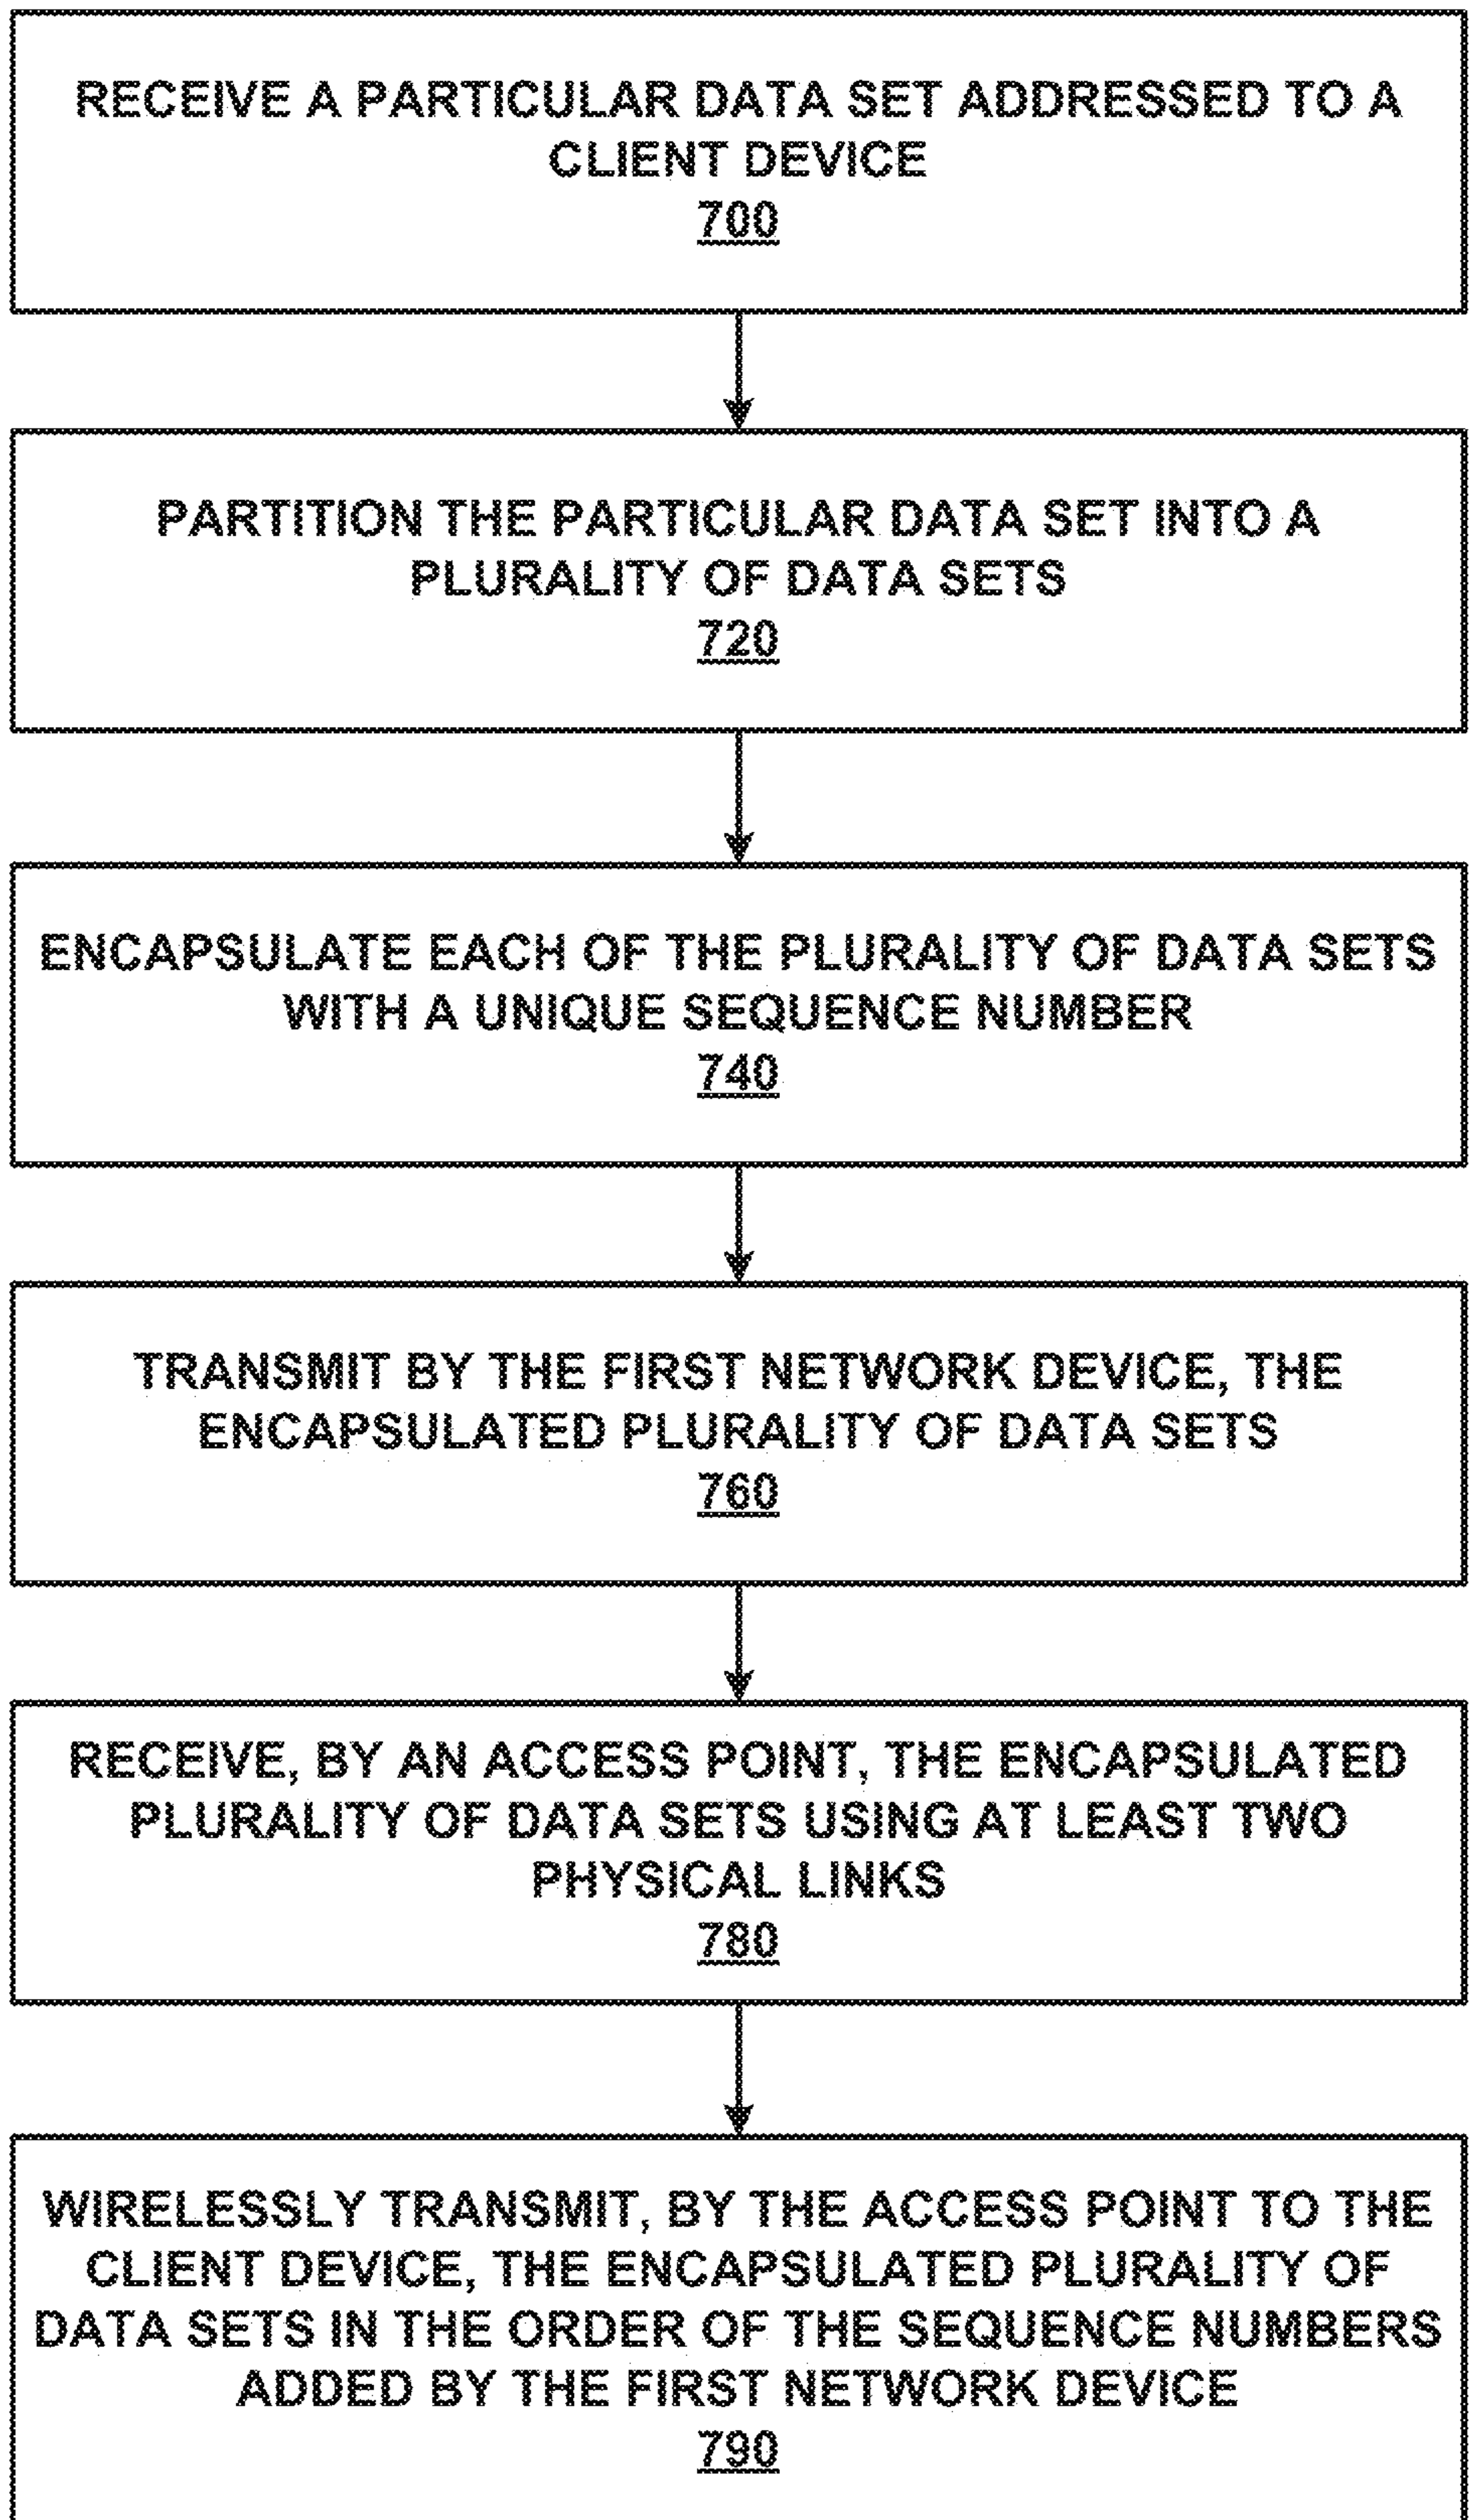 RECEIVE A PARTICULAR DATA SET ADDRESSED TO A
CLIENT DEVICE
700
PARTITION THE PARTICULAR DATA SET INTO A
PLURALITY OF DATA SETS
720
ENCAPSULATE EACH OF THE PLURALITY OF DATA SETS
WITH A UNIQUE SEQUENCE NUMBER
740
TRANSMIT BY THE FIRST NETWORK DEVICE, THE
ENCAPSULATED PLURALITY OF DATA SETS
760
RECEIVE, BY AN ACCESS POINT, THE ENCAPSULATED
PLURALITY OF DATA SETS USING AT LEAST TWO
PHYSICAL LINKS
780
WIRELESSLY TRANSMIT, BY THE ACCESS POINT TO THE
CLIENT DEVICE, THE ENCAPSULATED PLURALITY OF
DATA SETS IN THE ORDER OF THE SEQUENCE NUMBERS
ADDED BY THE FIRST NETWORK DEVICE
790